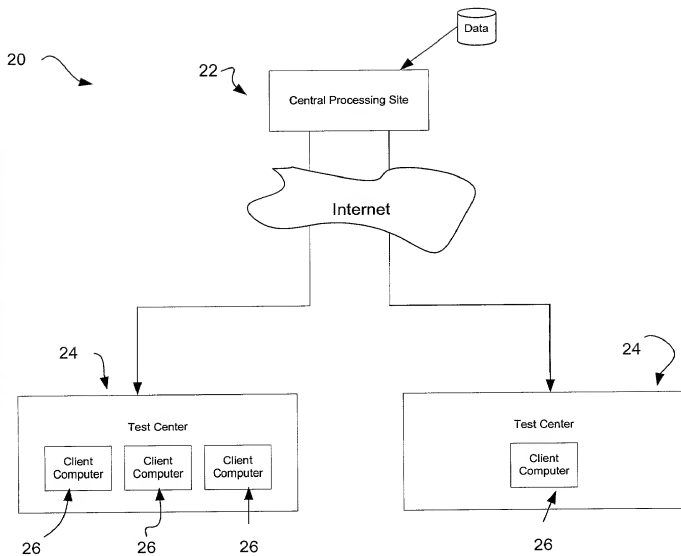 Data
20
22
Central Processing Site
Internet
24
24
Test Center
Test Center
Client
Computer
Client
Computer
Client
Computer
Client
Computer
26
26
26
26